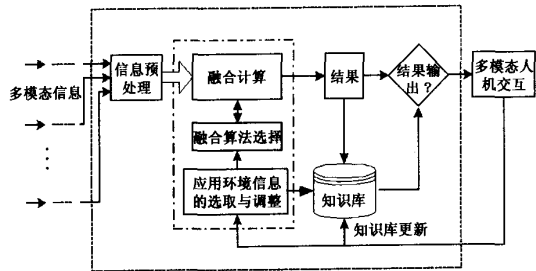 多模态信息
信息预
处理
融合计算
融合算法选择
应用环境信息
的选取与调整
结果
结果输
出？
知识库
知识库更新
多模态人
机交互